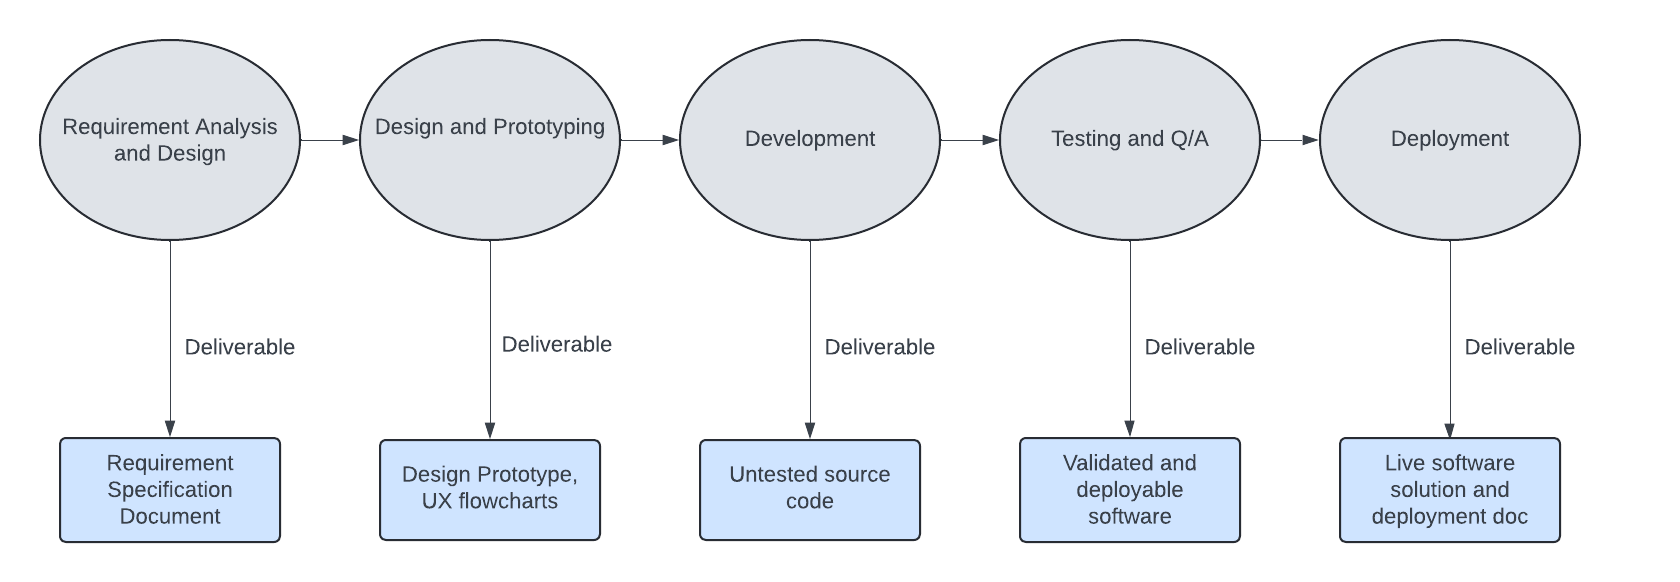 Requirement Analysis
and Design
Design and Prototyping
Development
Testing and Q/A
Deployment
Deliverable
Deliverable
Deliverable
Deliverable
Deliverable
Requirement
Specification
Document
Design Prototype,
UX flowcharts
Untested source
code
Validated and
deployable
software
Live software
solution and
deployment doc